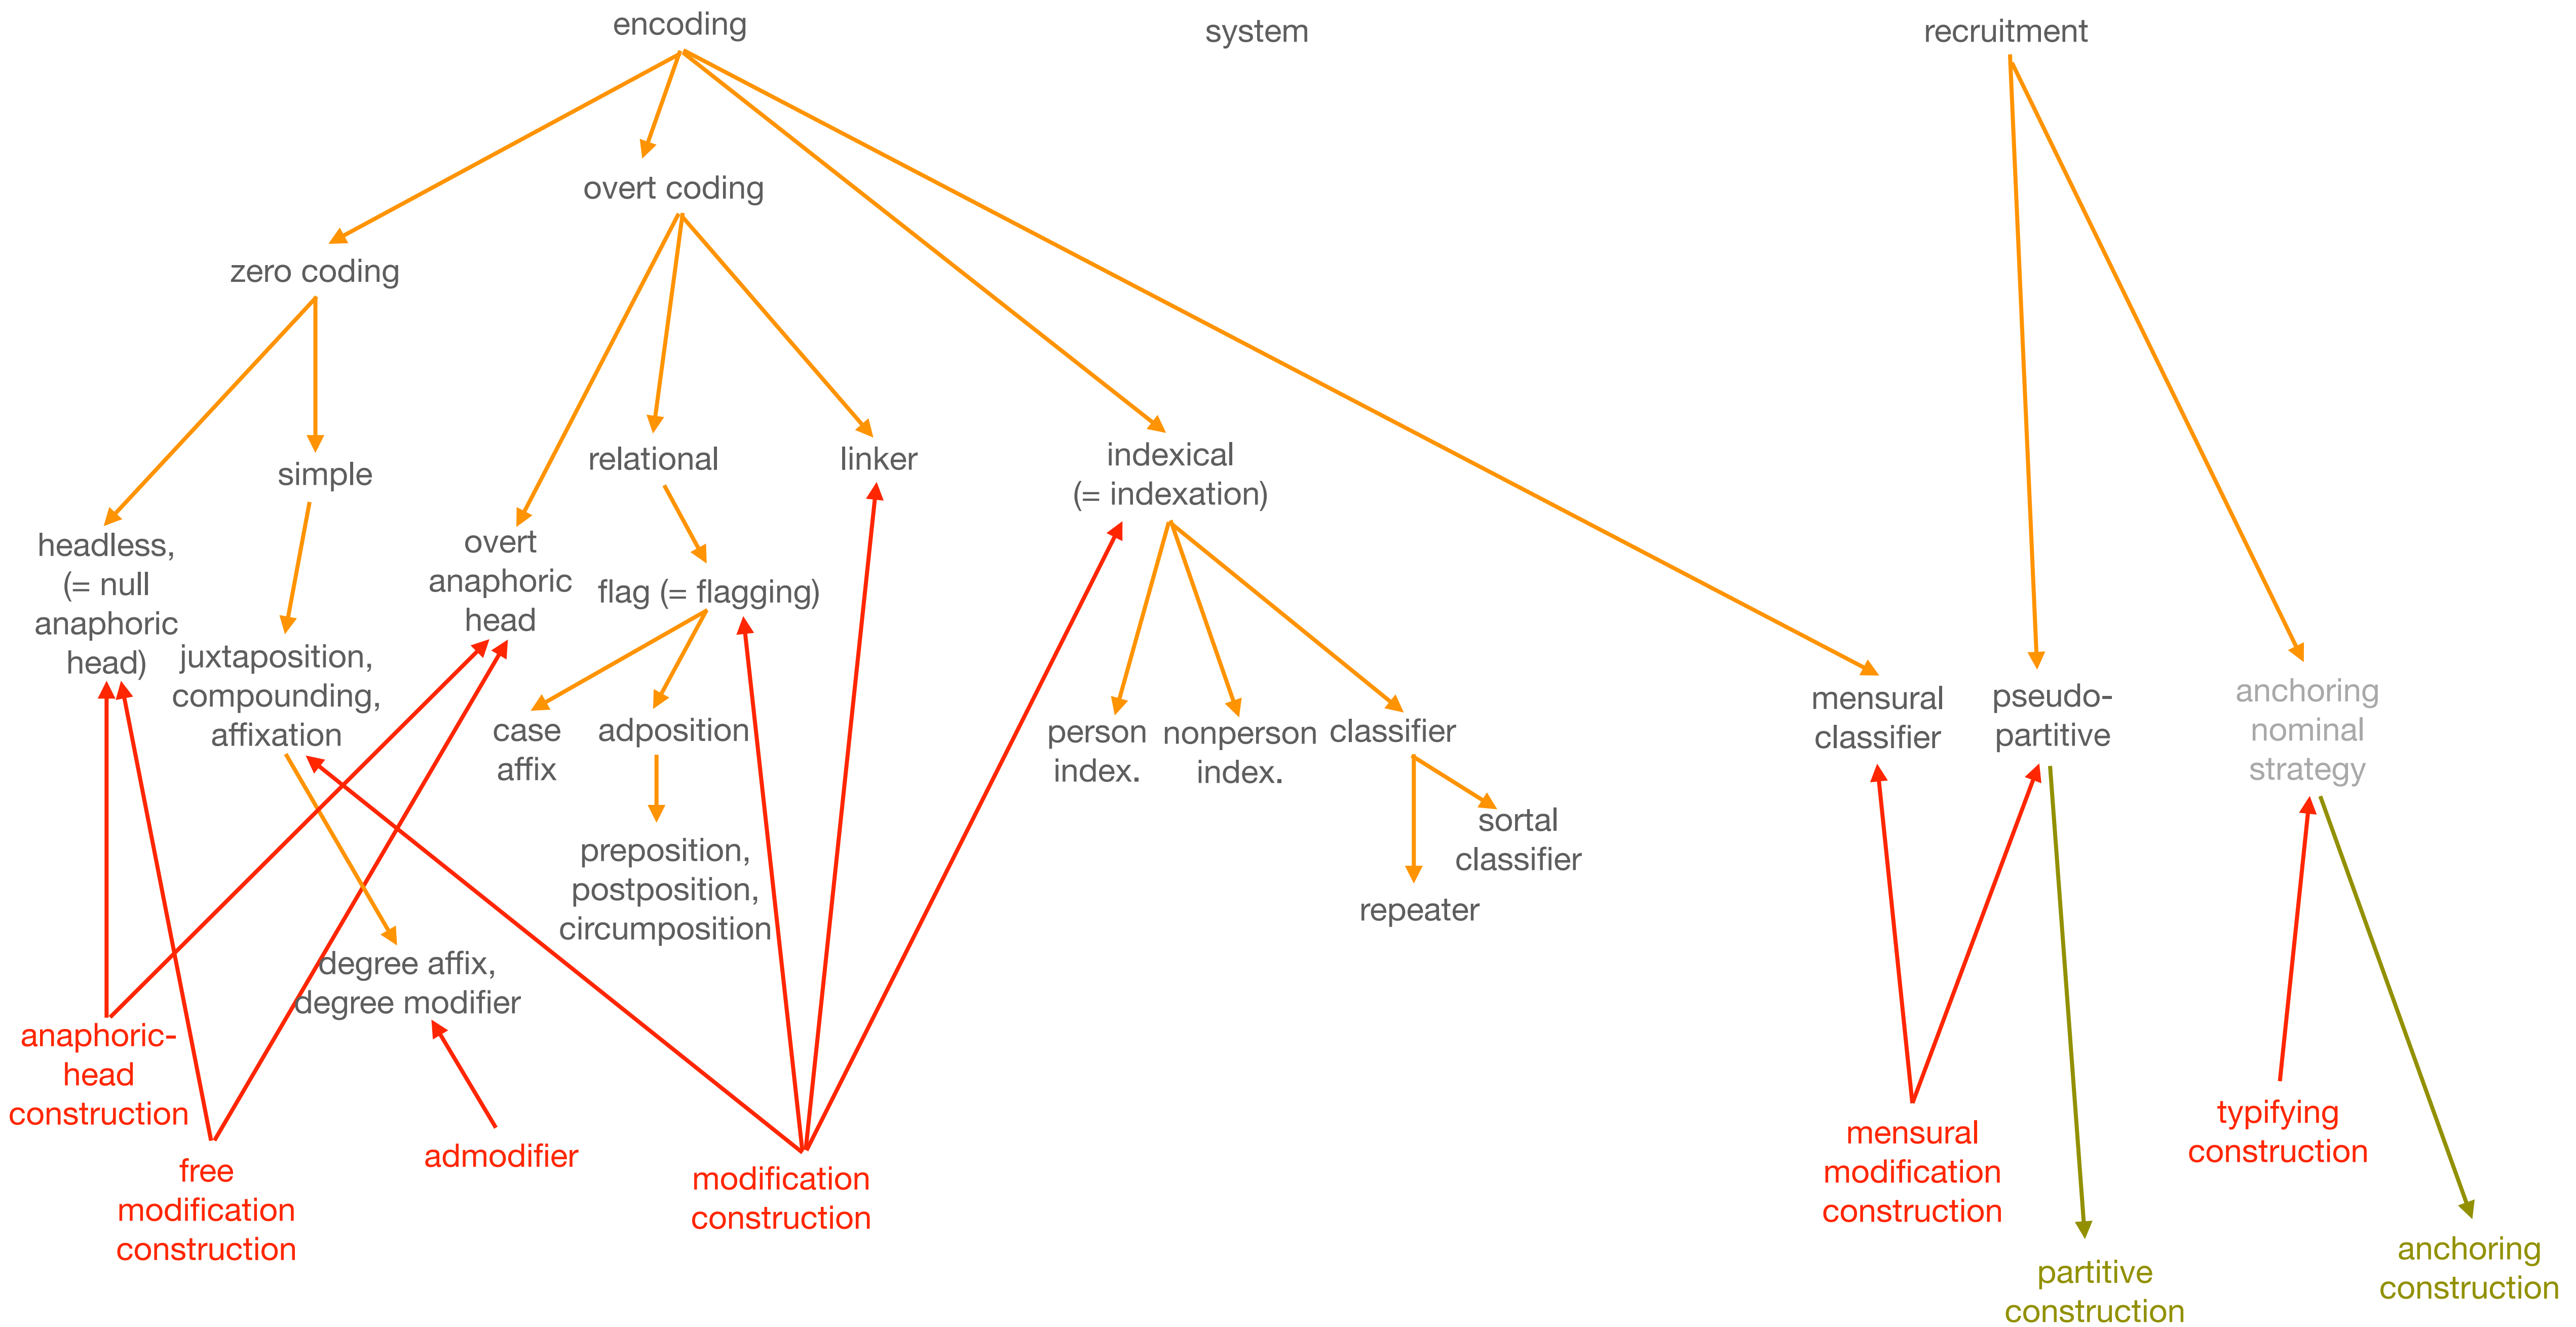 encoding
system
recruitment
overt coding
zero coding
relational
linker
indexical
(= indexation)
simple
headless,
(= null
anaphoric
head)
overt
anaphoric
head
flag (= flagging)
juxtaposition,
compounding,
affixation
case
affix
adposition
person
index.
nonperson
index.
classifier
mensural
classifier
pseudo-
partitive
anchoring
nominal
strategy
sortal
classifier
preposition,
postposition,
circumposition
repeater
degree affix,
degree modifier
anaphoric-
head
construction
free
modification
construction
admodifier
modification
construction
mensural
modification
construction
typifying
construction
partitive
construction
anchoring
construction